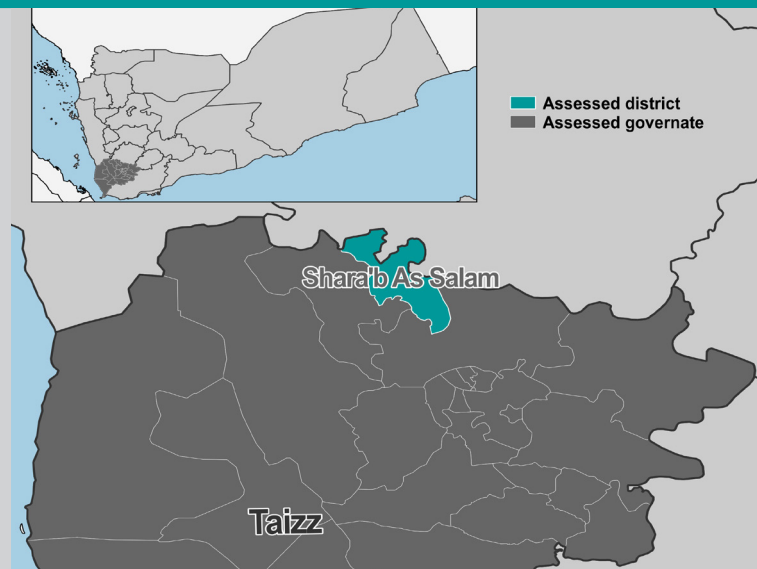 Assessed district
Assessed governate
Shara'b As Salam
Taizz